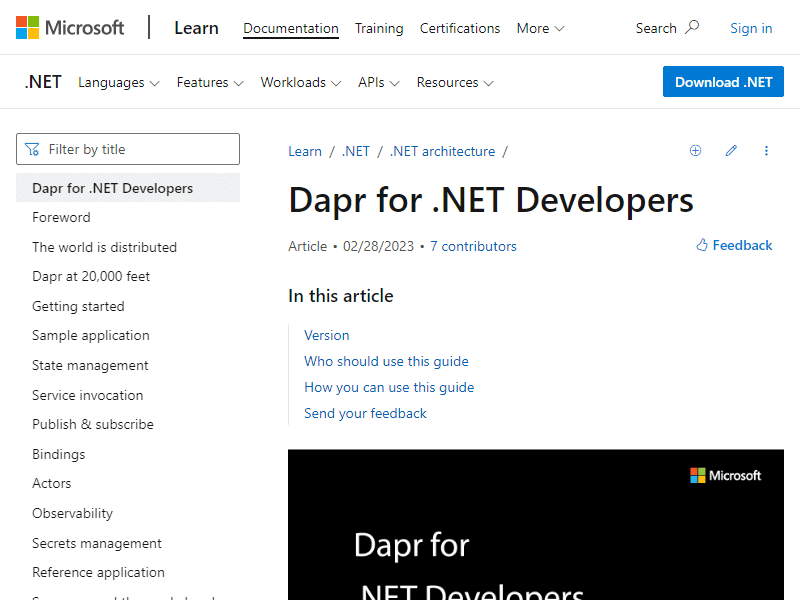 Microsoft
Learn
Documentation
Training
Certifications
More
Search
Sign in
.NET
Languages
Features
Workloads
APIs
Resources
Download .NET
Filter by title
Dapr for .NET Developers
Foreword
The world is distributed
Dapr at 20,000 feet
Getting started
Sample application
State management
Service invocation
Publish & subscribe
Bindings
Actors
Observability
Secrets management
Reference application
Learn / .NET / .NET architecture /
Dapr for .NET Developers
Article • 02/28/2023 • 7 contributors
Feedback
In this article
Version
Who should use this guide
How you can use this guide
Send your feedback
Microsoft
Dapr for
.NET Developers